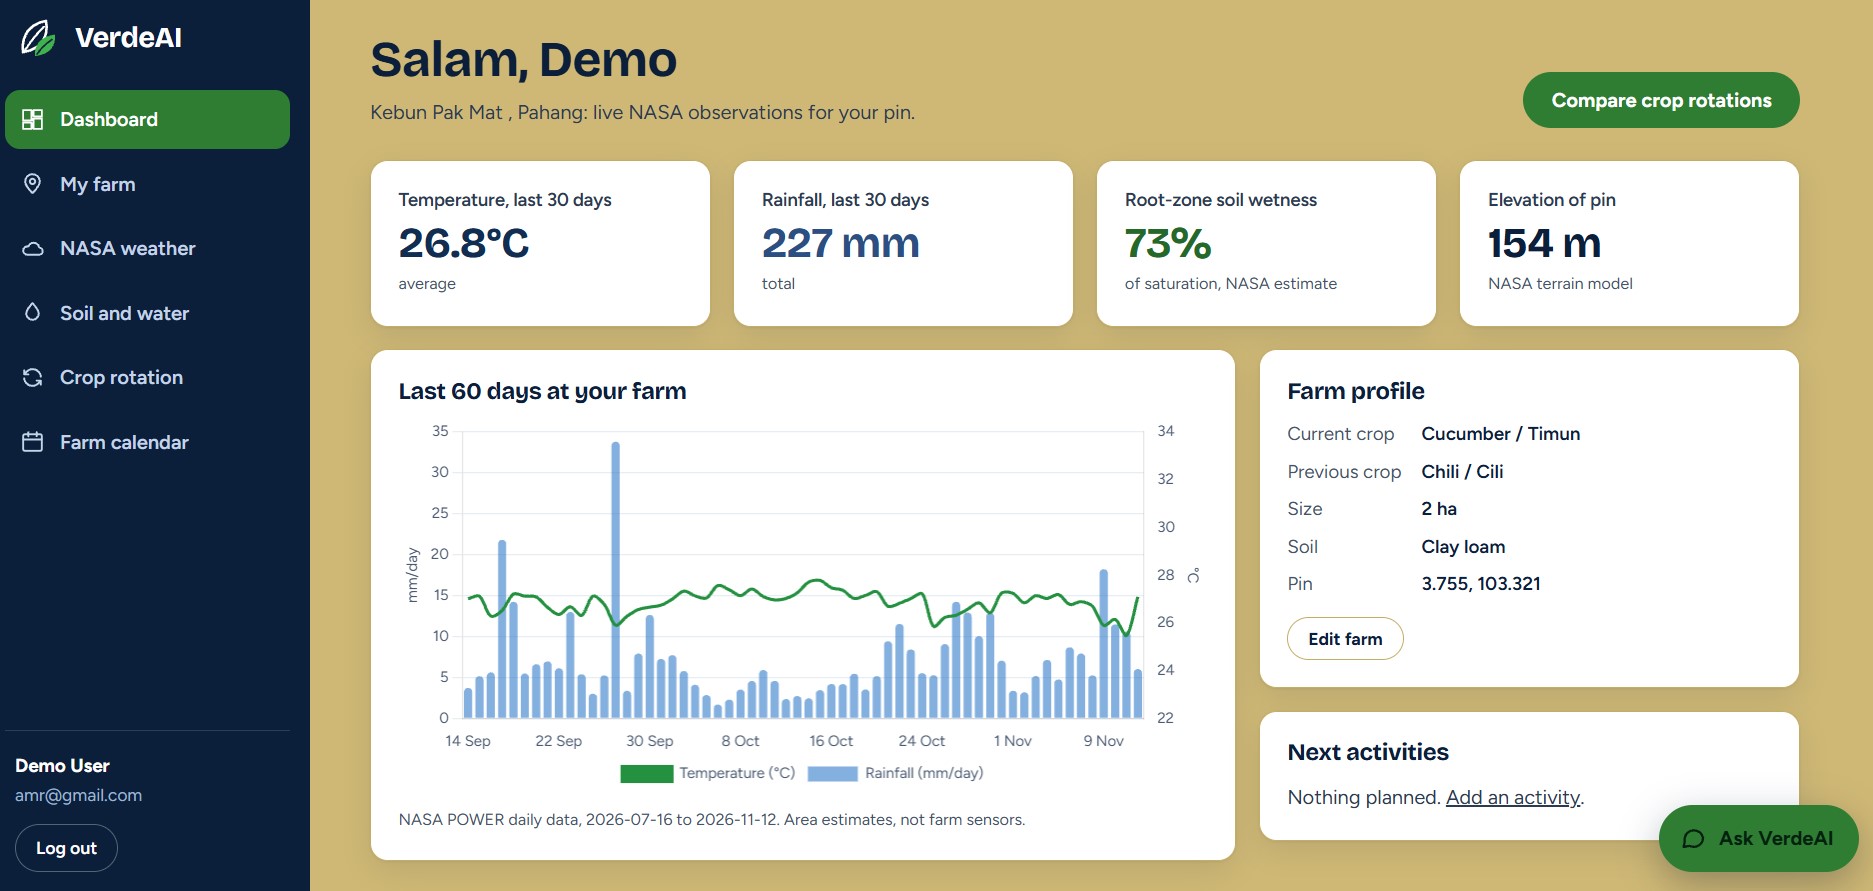 VerdeAI
Dashboard
My farm
NASA weather
Soil and water
Crop rotation
Farm calendar
Demo User
amr@gmail.com
Log out
Salam, Demo
Kebun Pak Mat , Pahang: live NASA observations for your pin.
Compare crop rotations
Temperature, last 30 days
26.8°C
average
Rainfall, last 30 days
227 mm
total
Root-zone soil wetness
73%
of saturation, NASA estimate
Elevation of pin
154 m
NASA terrain model
Last 60 days at your farm
35
30
25
20
15
10
5
0
mm/day
34
32
30
28
26
24
22
°C
14 Sep 22 Sep 30 Sep 8 Oct 16 Oct 24 Oct 1 Nov 9 Nov
Temperature (°C) Rainfall (mm/day)
NASA POWER daily data, 2026-07-16 to 2026-11-12. Area estimates, not farm sensors.
Farm profile
Current crop Cucumber / Timun
Previous crop Chili / Cili
Size 2 ha
Soil Clay loam
Pin 3.755, 103.321
Edit farm
Next activities
Nothing planned. Add an activity.
Ask VerdeAI